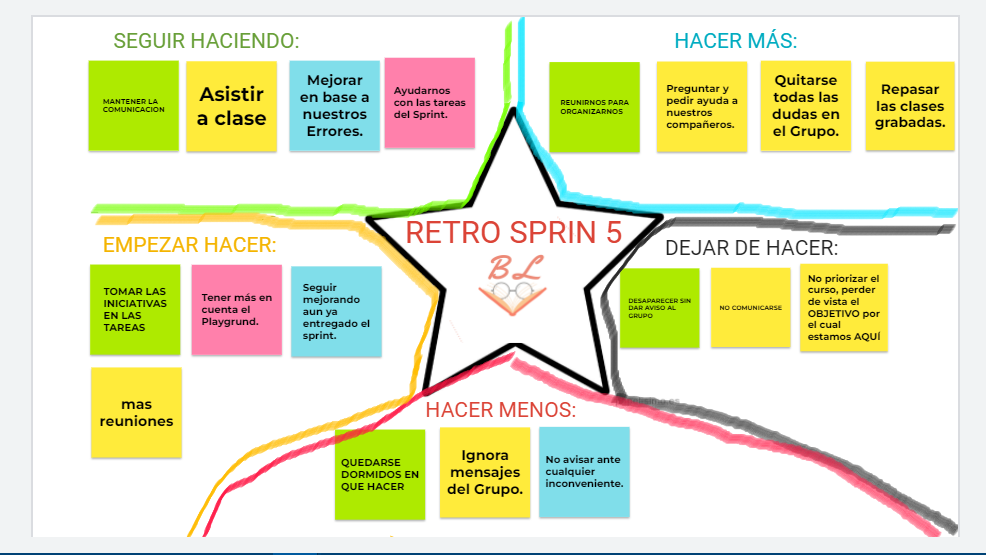 SEGUIR HACIENDO:
MANTENER LA
COMUNICACION
Asistir
a clase
Mejorar
en base a
nuestros
Errores.
Ayudarnos
con las tareas
del Sprint.
HACER MÁS:
REUNIRNOS PARA
ORGANIZARNOS
Preguntar y
pedir ayuda a
nuestros
compañeros.
Quitarse
todas las
dudas en
el Grupo.
Repasar
las clases
grabadas.
RETRO SPRIN 5
BL
EMPEZAR HACER:
TOMAR LAS
INICIATIVAS
EN LAS
TAREAS
Tener más en
cuenta el
Playgrund.
Seguir
mejorando
aun ya
entregado el
sprint.
mas
reuniones
DEJAR DE HACER:
DESAPARECER SIN
DAR AVISO AL
GRUPO
NO COMUNICARSE
No priorizar el
curso, perder
de vista el
OBJETIVO por
el cual
estamos AQUÍ
HACER MENOS:
QUEDARSE
DORMIDOS EN
QUE HACER
Ignora
mensajes
del Grupo.
No avisar ante
cualquier
inconveniente.